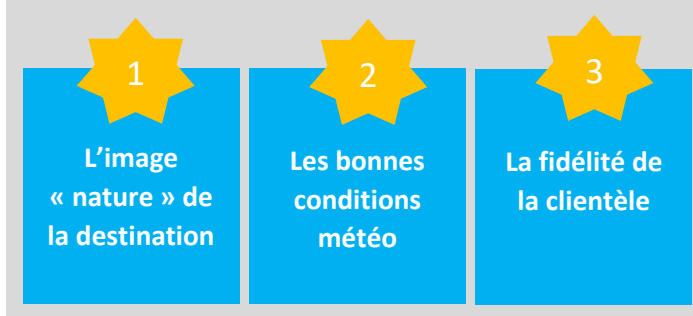 1
L’image
« nature » de
la destination
2
Les bonnes
conditions
météo
3
La fidélité de
la clientèle